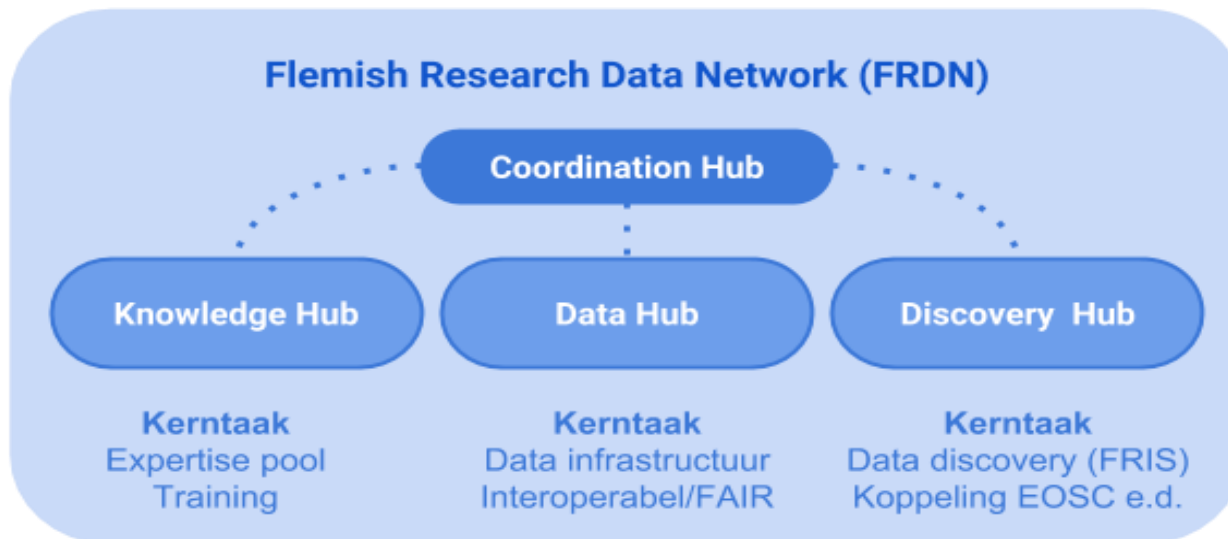 Flemish Research Data Network (FRDN)
Coordination Hub
Knowledge Hub
Data Hub
Discovery Hub
Kerntaak
Expertise pool
Training
Kerntaak
Data infrastructuur
Interoperabel/FAIR
Kerntaak
Data discovery (FRIS)
Koppeling EOSC e.d.